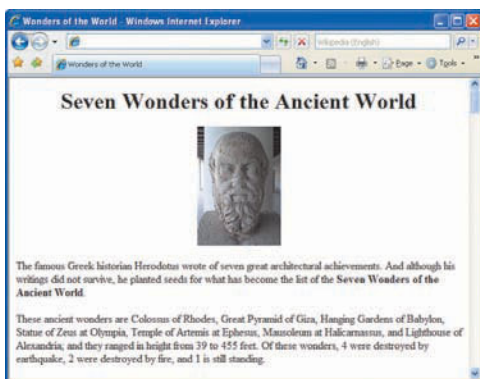 Wonders of the World - Windows Internet Explorer
Wikipedia (English)
Wonders of the World
Page
Tools
Seven Wonders of the Ancient World
The famous Greek historian Herodotus wrote of seven great architectural achievements. And although his
writings did not survive, he planted seeds for what has become the list of the Seven Wonders of the
Ancient World.
These ancient wonders are Colossus of Rhodes, Great Pyramid of Giza, Hanging Gardens of Babylon,
Statue of Zeus at Olympia, Temple of Artemis at Ephesus, Mausoleum at Halicarnassus, and Lighthouse of
Alexandria; and they ranged in height from 39 to 455 feet. Of these wonders, 4 were destroyed by
earthquake, 2 were destroyed by fire, and 1 is still standing.